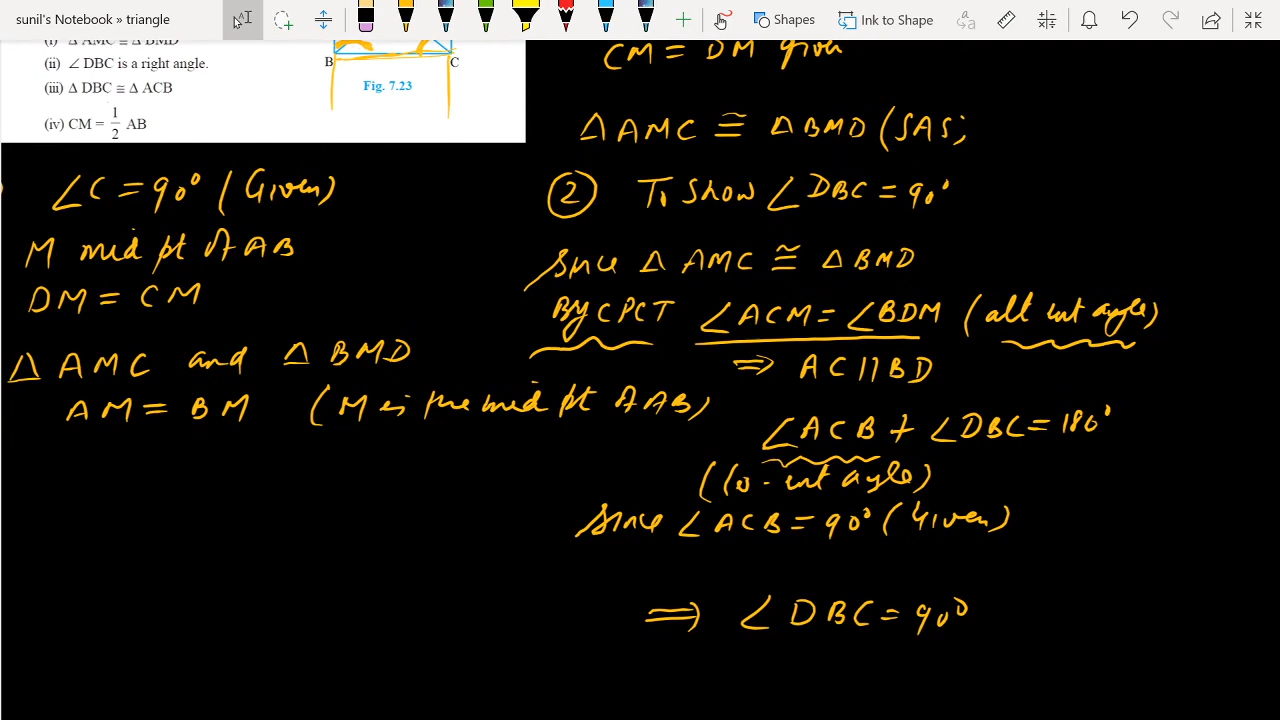 sunil's Notebook » triangle
Shapes
Ink to Shape
(i) Δ AMC ≅ Δ BMD
(ii) ∠ DBC is a right angle.
(iii) Δ DBC ≅ Δ ACB
(iv) CM = 1/2 AB
B C
Fig. 7.23
∠C = 90° (Given)
M mid pt of AB
DM = CM
Δ AMC and Δ BMD
AM = BM (M is the mid pt of AB)
CM = DM given
Δ AMC ≅ Δ BMD (SAS)
② To show ∠DBC = 90°
Since Δ AMC ≅ Δ BMD
By CPCT ∠ACM = ∠BDM (alt int angle)
⇒ AC || BD
∠ACB + ∠DBC = 180°
(Co-int angle)
Since ∠ACB = 90° (Given)
⇒ ∠DBC = 90°